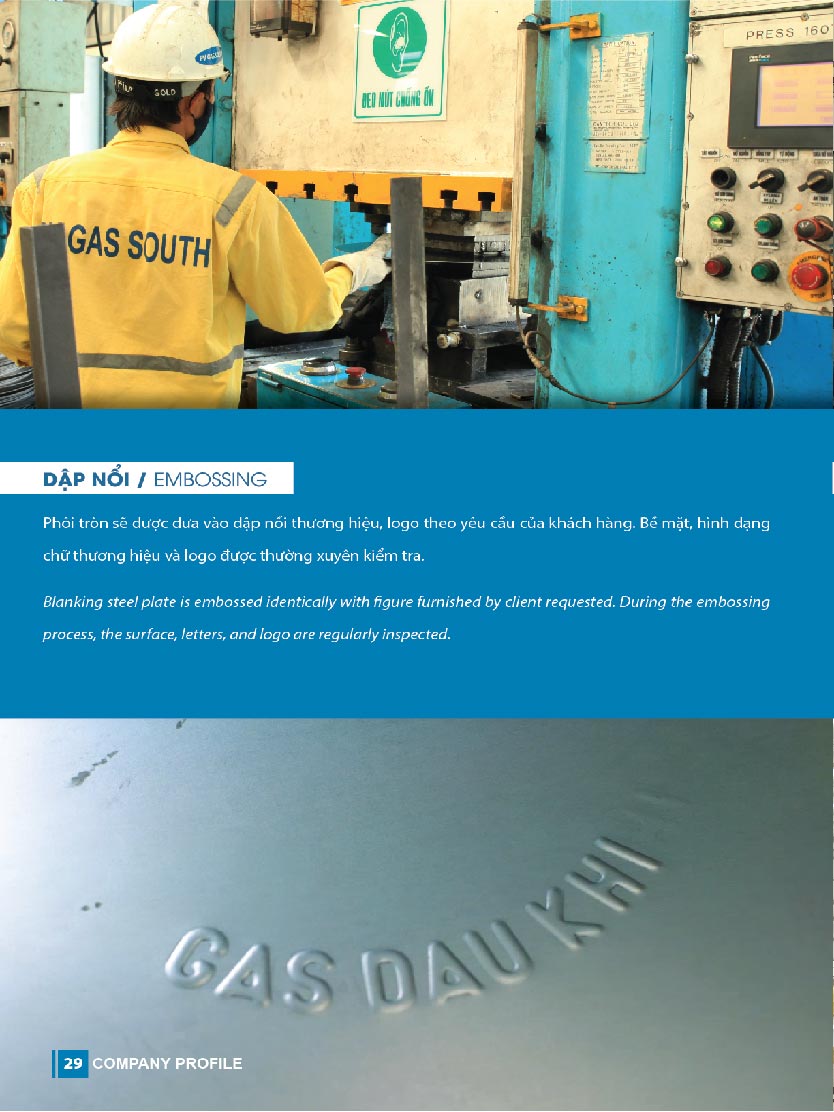 PRESS 160T
GOLD
ĐEO NÚT CHỐNG ỒN
GAS SOUTH
DẬP NỔI / EMBOSSING
Phôi tròn sẽ được đưa vào dập nổi thương hiệu, logo theo yêu cầu của khách hàng. Bề mặt, hình dạng
chữ thương hiệu và logo được thường xuyên kiểm tra.
Blanking steel plate is embossed identically with figure furnished by client requested. During the embossing
process, the surface, letters, and logo are regularly inspected.
GAS DAU KHI
29 COMPANY PROFILE